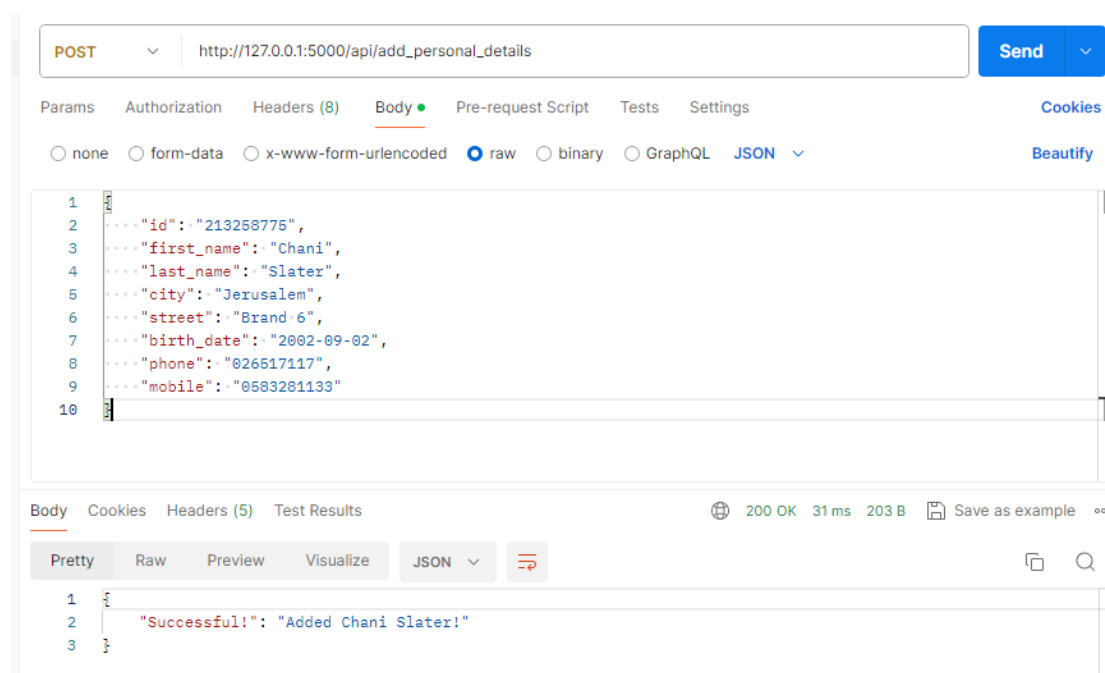 POST http://127.0.0.1:5000/api/add_personal_details Send
Params Authorization Headers (8) Body Pre-request Script Tests Settings Cookies
none form-data x-www-form-urlencoded raw binary GraphQL JSON Beautify
1 {
2 "id": "213258775",
3 "first_name": "Chani",
4 "last_name": "Slater",
5 "city": "Jerusalem",
6 "street": "Brand 6",
7 "birth_date": "2002-09-02",
8 "phone": "026517117",
9 "mobile": "0583281133"
10 }
Body Cookies Headers (5) Test Results 200 OK 31 ms 203 B Save as example
Pretty Raw Preview Visualize JSON
1 {
2 "Successful!": "Added Chani Slater!"
3 }